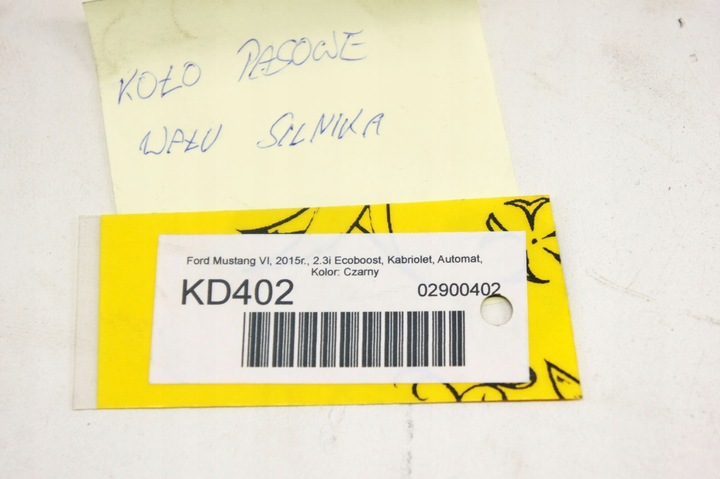 KOŁO PASOWE
WAŁU SILNIKA
Ford Mustang VI, 2015r., 2.3i Ecoboost, Kabriolet, Automat,
Kolor: Czarny
KD402 02900402